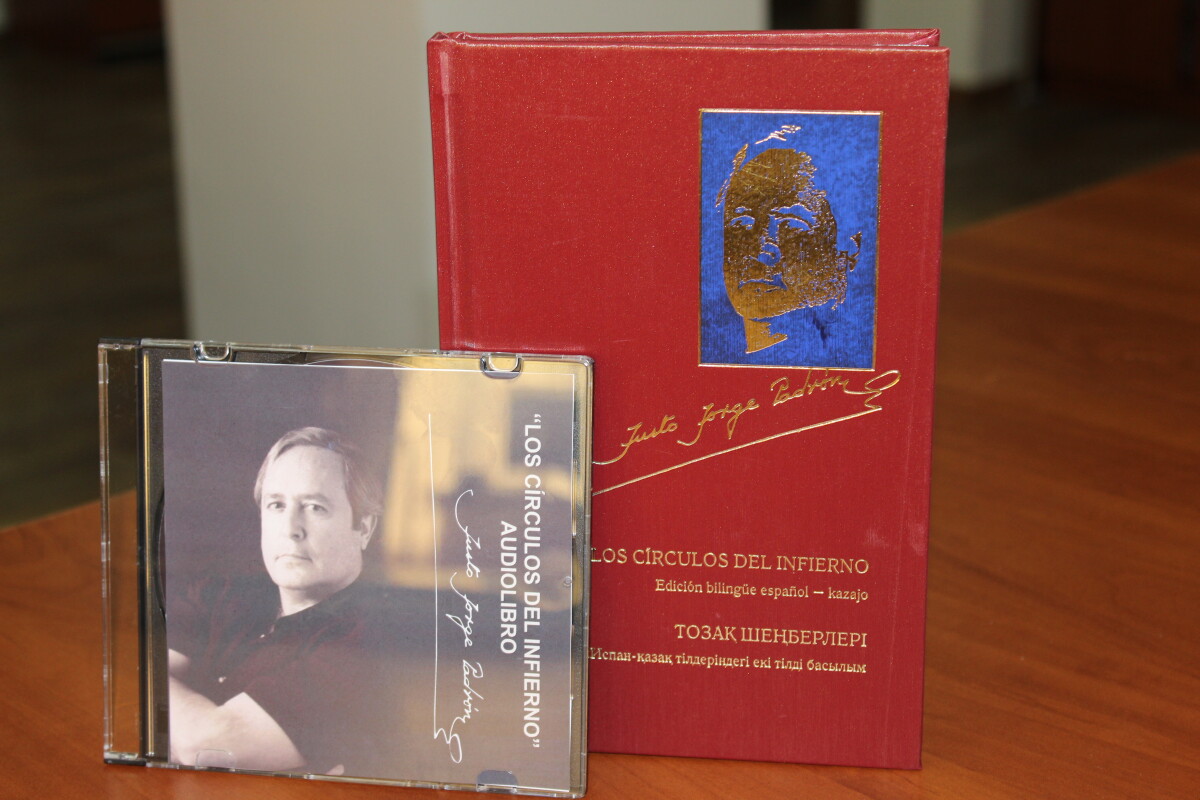 Justo Jorge Padrón
LOS CÍRCULOS DEL INFIERNO
Edición bilingüe español – kazajo
ТОЗАҚ ШЕҢБЕРЛЕРІ
Испан-қазақ тілдеріндегі екі тілді басылым
“LOS CÍRCULOS DEL INFIERNO”
AUDIOLIBRO
Justo Jorge Padrón